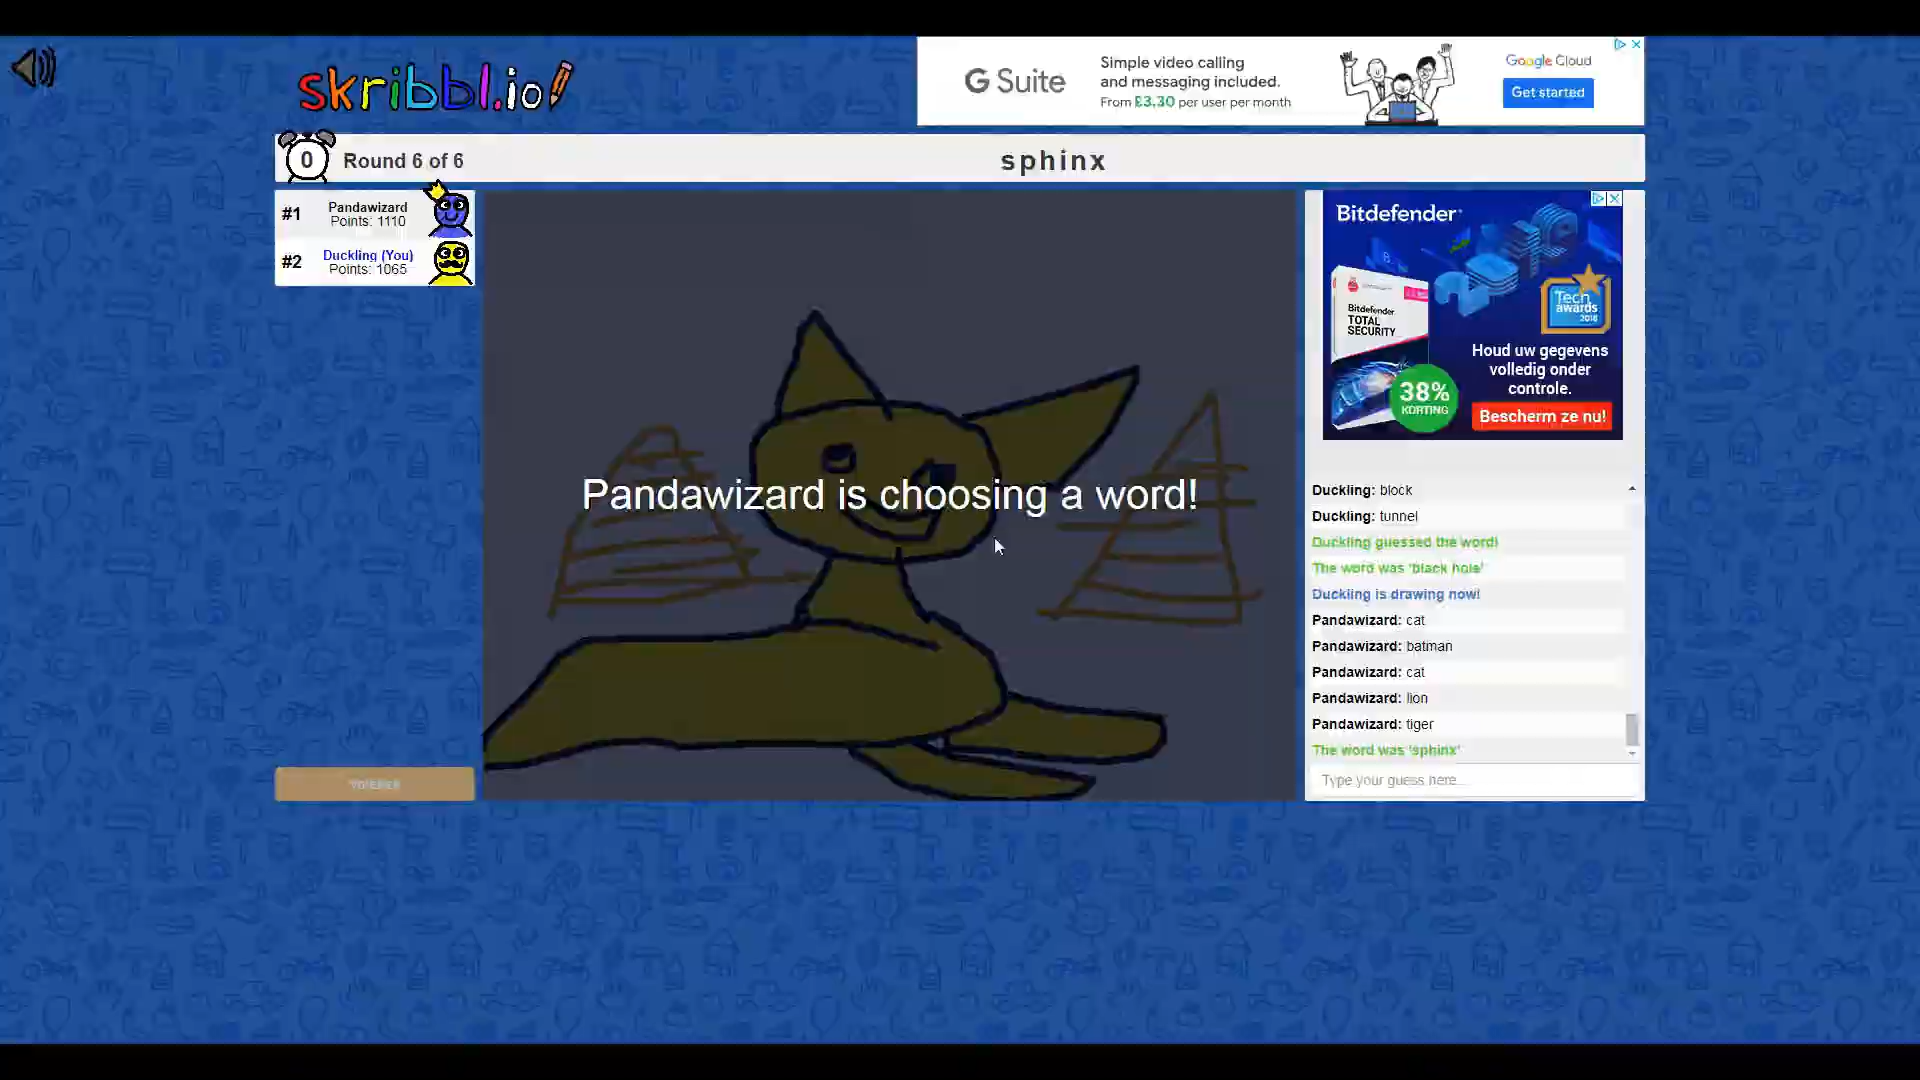 skribbl.io
G Suite
Simple video calling
and messaging included.
From £3.30 per user per month
Google Cloud
Get started
0
Round 6 of 6
sphinx
#1
Pandawizard
Points: 1110
#2
Duckling (You)
Points: 1065
Pandawizard is choosing a word!
Bitdefender
Bitdefender
TOTAL
SECURITY
Tech
awards
2018
Houd uw gegevens
volledig onder
controle.
38%
KORTING
Bescherm ze nu!
Duckling: block
Duckling: tunnel
Duckling guessed the word!
The word was 'black hole'
Duckling is drawing now!
Pandawizard: cat
Pandawizard: batman
Pandawizard: cat
Pandawizard: lion
Pandawizard: tiger
The word was 'sphinx'
Type your guess here...